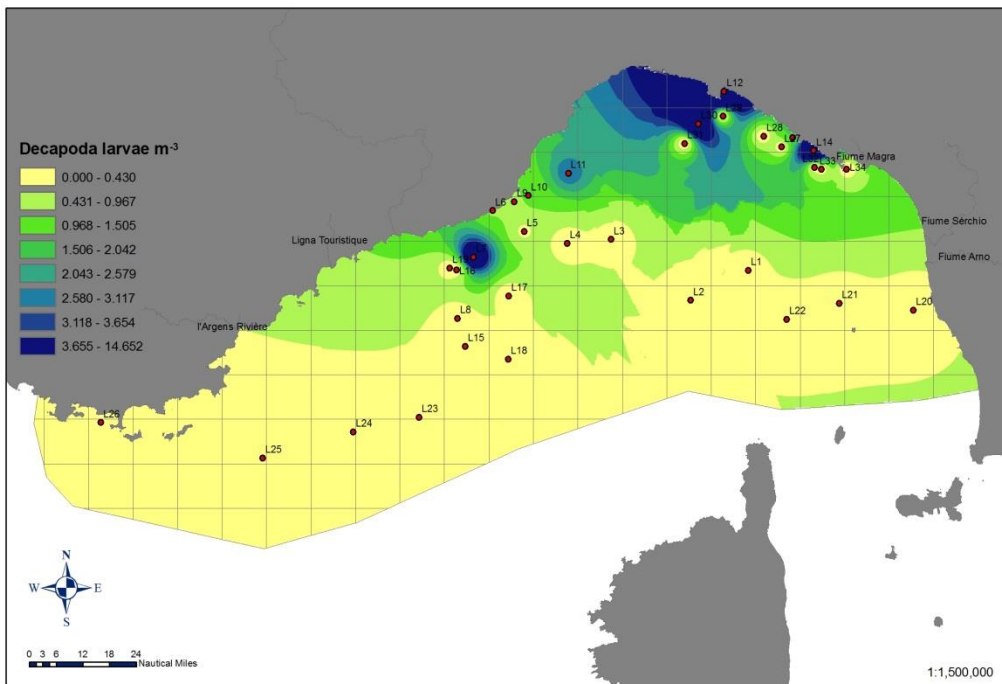 Decapoda larvae m-3
0.000 - 0.430
0.431 - 0.967
0.968 - 1.505
1.506 - 2.042
2.043 - 2.579
2.580 - 3.117
3.118 - 3.654
3.655 - 14.652
L12
L29
L28
L27
L14
Fiume Magra
L33
L34
L11
L10
L9
L6
L5
L4
L3
Ligna Touristique
L16
Fiume Sérchio
Fiume Arno
L1
L17
L2
L21
L20
L22
L8
l'Argens Rivière
L15
L18
L26
L23
L24
L25
N
W
E
S
0 3 6 12 18 24
Nautical Miles
1:1,500,000